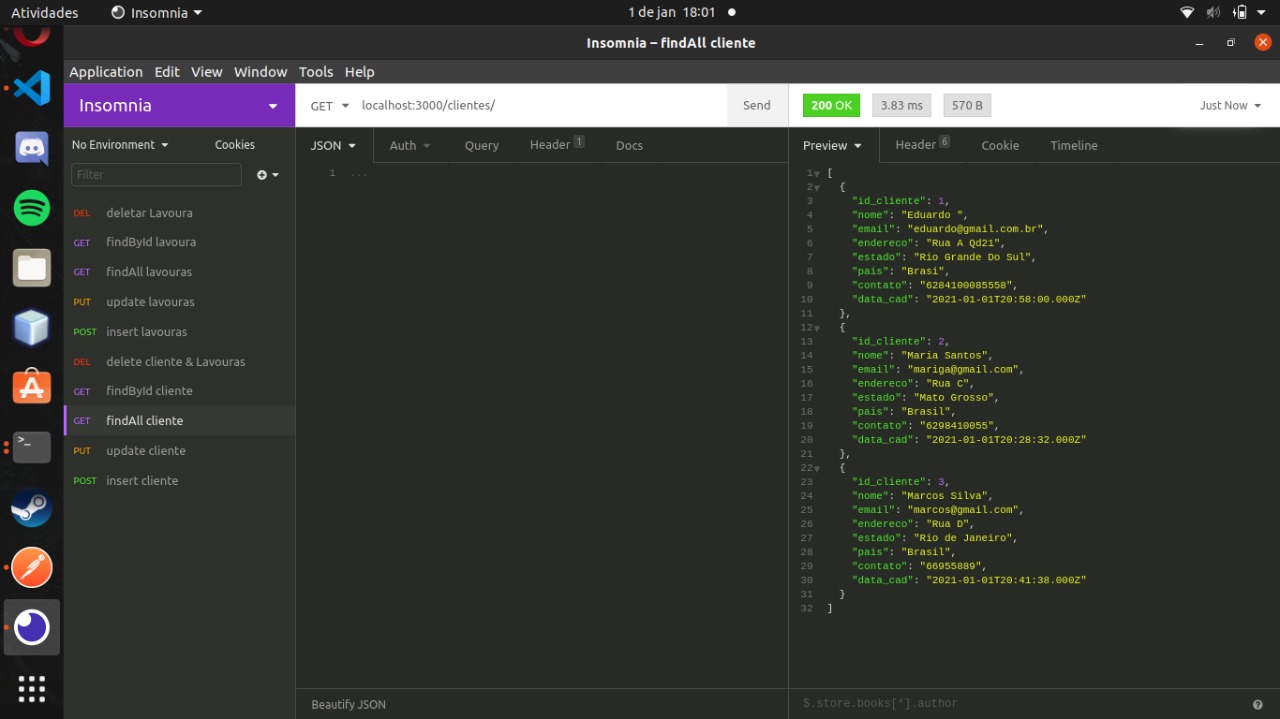 Atividades Insomnia 1 de jan 18:01
Insomnia – findAll cliente
Application Edit View Window Tools Help
Insomnia
GET localhost:3000/clientes/ Send
200 OK 3.83 ms 570 B Just Now
No Environment Cookies
Filter
DEL deletar Lavoura
GET findById lavoura
GET findAll lavouras
PUT update lavouras
POST insert lavouras
DEL delete cliente & Lavouras
GET findById cliente
GET findAll cliente
PUT update cliente
POST insert cliente
JSON Auth Query Header 1 Docs
1 ...
Beautify JSON
Preview Header 6 Cookie Timeline
1 [
2 {
3 "id_cliente": 1,
4 "nome": "Eduardo ",
5 "email": "eduardo@gmail.com.br",
6 "endereco": "Rua A Qd21",
7 "estado": "Rio Grande Do Sul",
8 "pais": "Brasi",
9 "contato": "6284100085558",
10 "data_cad": "2021-01-01T20:58:00.000Z"
11 },
12 {
13 "id_cliente": 2,
14 "nome": "Maria Santos",
15 "email": "mariga@gmail.com",
16 "endereco": "Rua C",
17 "estado": "Mato Grosso",
18 "pais": "Brasil",
19 "contato": "6298410055",
20 "data_cad": "2021-01-01T20:28:32.000Z"
21 },
22 {
23 "id_cliente": 3,
24 "nome": "Marcos Silva",
25 "email": "marcos@gmail.com",
26 "endereco": "Rua D",
27 "estado": "Rio de Janeiro",
28 "pais": "Brasil",
29 "contato": "66955889",
30 "data_cad": "2021-01-01T20:41:38.000Z"
31 }
32 ]
$.store.books[*].author